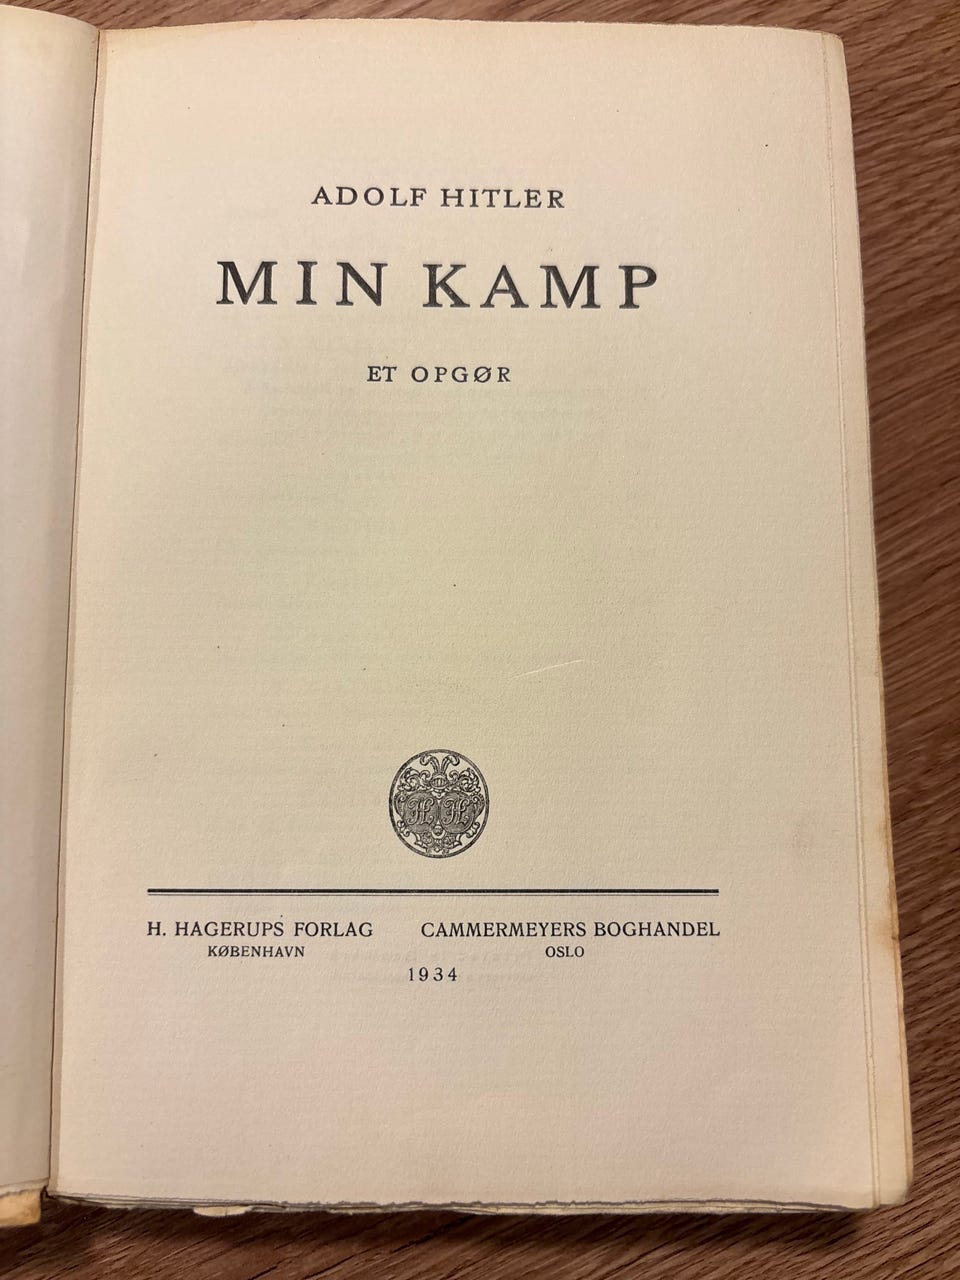 ADOLF HITLER
MIN KAMP
ET OPGØR
H H
H. HAGERUPS FORLAG CAMMERMEYERS BOGHANDEL
KØBENHAVN OSLO
1934